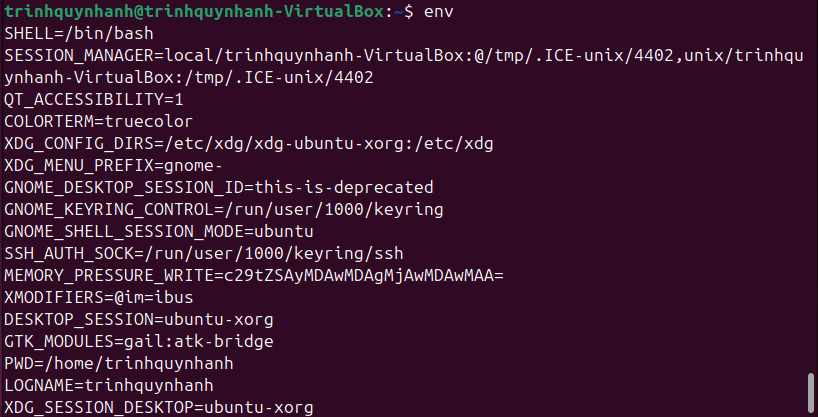 trinhquynhanh@trinhquynhanh-VirtualBox:~$ env
SHELL=/bin/bash
SESSION_MANAGER=local/trinhquynhanh-VirtualBox:@/tmp/.ICE-unix/4402,unix/trinhqu
ynhanh-VirtualBox:/tmp/.ICE-unix/4402
QT_ACCESSIBILITY=1
COLORTERM=truecolor
XDG_CONFIG_DIRS=/etc/xdg/xdg-ubuntu-xorg:/etc/xdg
XDG_MENU_PREFIX=gnome-
GNOME_DESKTOP_SESSION_ID=this-is-deprecated
GNOME_KEYRING_CONTROL=/run/user/1000/keyring
GNOME_SHELL_SESSION_MODE=ubuntu
SSH_AUTH_SOCK=/run/user/1000/keyring/ssh
MEMORY_PRESSURE_WRITE=c29tZSAyMDAwMDAgMjAwMDAwMAA=
XMODIFIERS=@im=ibus
DESKTOP_SESSION=ubuntu-xorg
GTK_MODULES=gail:atk-bridge
PWD=/home/trinhquynhanh
LOGNAME=trinhquynhanh
XDG_SESSION_DESKTOP=ubuntu-xorg